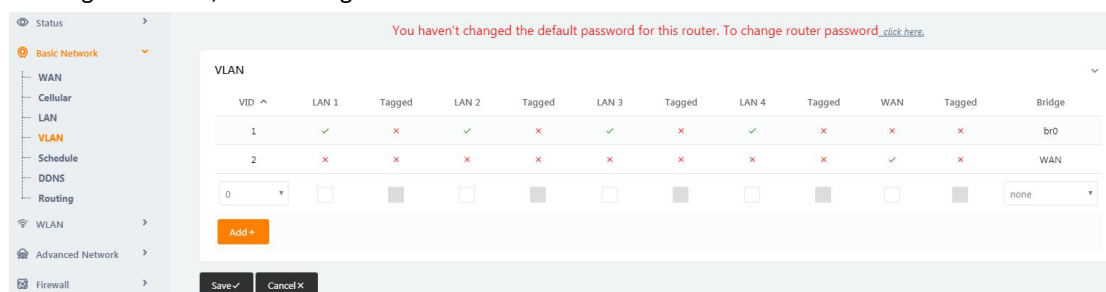 Status
You haven't changed the default password for this router. To change router password click here.
Basic Network
WAN
Cellular
LAN
VLAN
Schedule
DDNS
Routing
WLAN
Advanced Network
Firewall
VLAN
VID LAN 1 Tagged LAN 2 Tagged LAN 3 Tagged LAN 4 Tagged WAN Tagged Bridge
1 ✓ × ✓ × ✓ × ✓ × × × br0
2 × × × × × × × × ✓ × WAN
0 none
Add+
Save✓ Cancel×